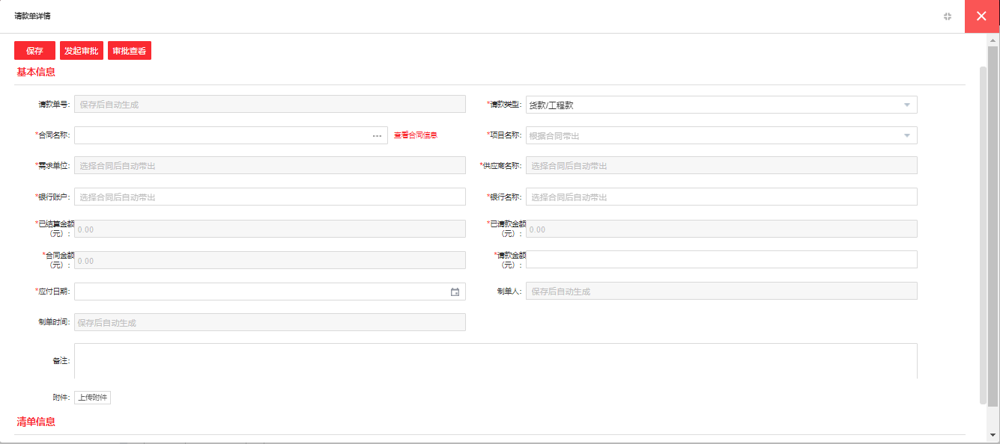 请款单详情
保存 发起审批 审批查看
基本信息
请款单号: 保存后自动生成 *请款类型: 货款/工程款
*合同名称: ... 查看合同信息 *项目名称: 根据合同带出
*需求单位: 选择合同后自动带出 *供应商名称: 选择合同后自动带出
*银行账户: 选择合同后自动带出 *银行名称: 选择合同后自动带出
*已结算金额 0.00 *已请款金额 0.00
(元): (元):
*合同金额 0.00 *请款金额
(元): (元):
*应付日期: 制单人: 保存后自动生成
制单时间: 保存后自动生成
备注:
附件: 上传附件
清单信息